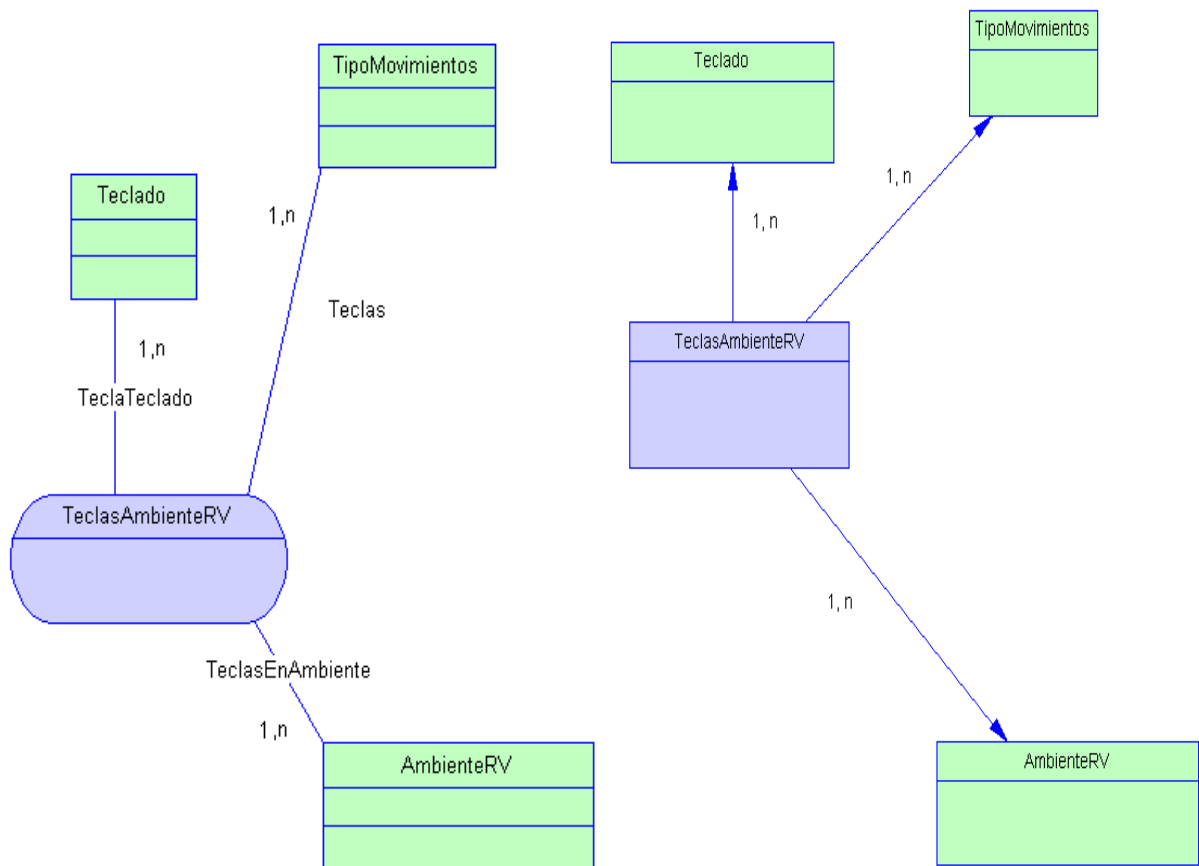 TipoMovimientos
Teclado
1,n
Teclas
1,n
TeclaTeclado
TeclasAmbienteRV
TeclasEnAmbiente
1,n
AmbienteRV
TipoMovimientos
Teclado
1, n
1, n
TeclasAmbienteRV
1, n
AmbienteRV